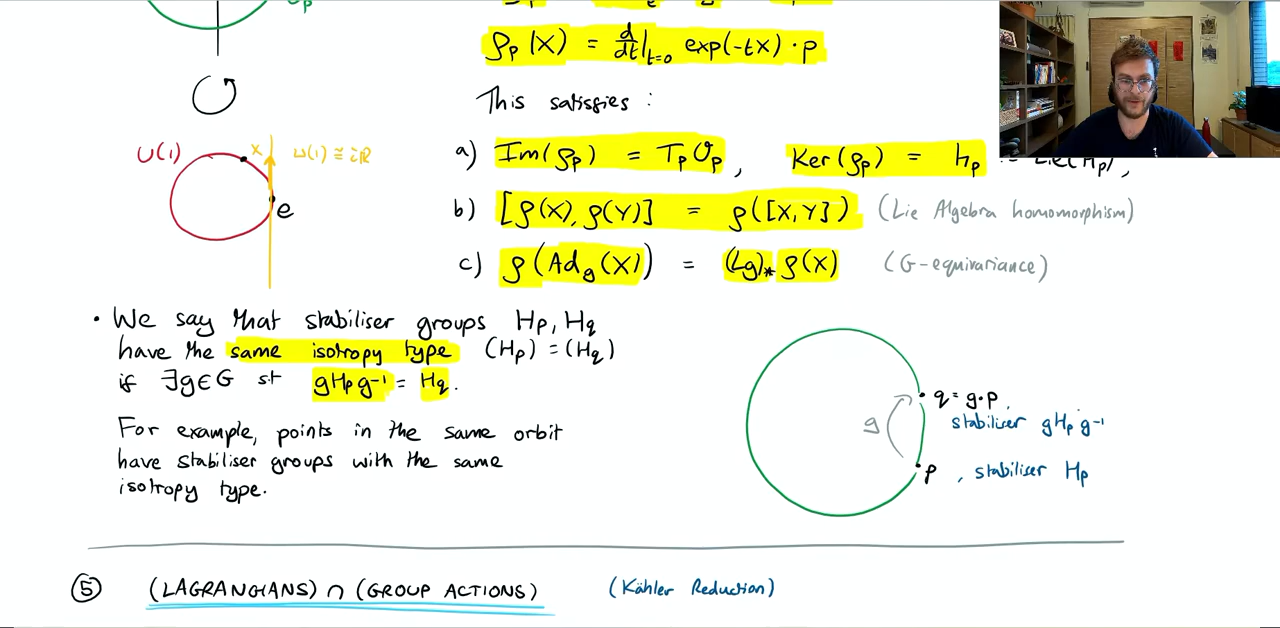 ρp(X) = d/dt|t=0 exp(-tX)·p
This satisfies :
a) Im(ρp) = TpOp , Ker(ρp) = hp
b) [ρ(X), ρ(Y)] = ρ([X,Y]) (Lie Algebra homomorphism)
c) ρ(Adg(X)) = (Lg)* ρ(X) (G-equivariance)
U(1) X u(1) ≅ iR
e
• We say that stabiliser groups Hp, Hq
have the same isotropy type (Hp) = (Hq)
if ∃g∈G st gHpg⁻¹ = Hq.
For example, points in the same orbit
have stabiliser groups with the same
isotropy type.
q = g·p,
stabiliser gHpg⁻¹
g
p , stabiliser Hp
⑤ (LAGRANGIANS) ∩ (GROUP ACTIONS) (Kähler Reduction)